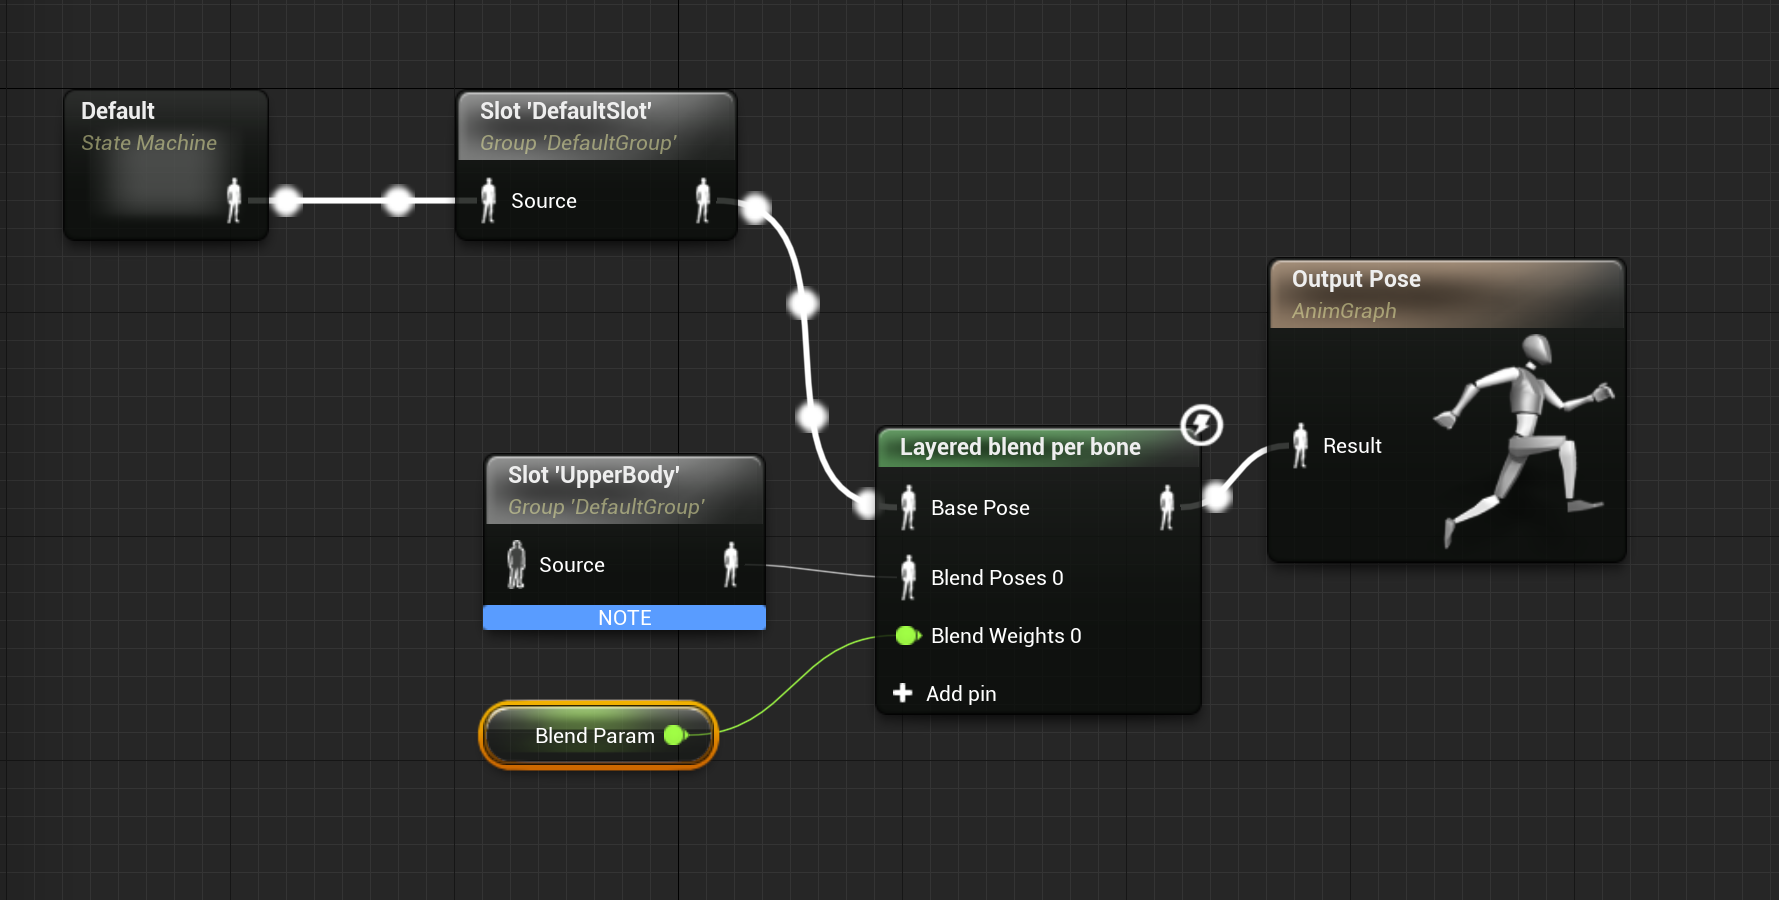 Default
State Machine
Slot 'DefaultSlot'
Group 'DefaultGroup'
Source
Output Pose
AnimGraph
Result
Layered blend per bone
Base Pose
Blend Poses 0
Blend Weights 0
Add pin
Slot 'UpperBody'
Group 'DefaultGroup'
Source
NOTE
Blend Param